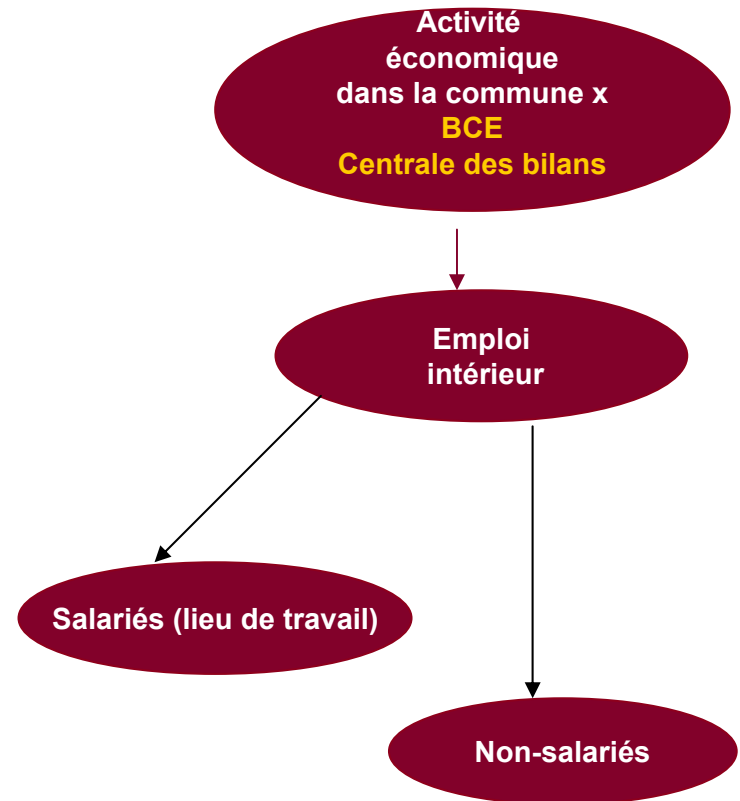 Activité
économique
dans la commune x
BCE
Centrale des bilans
Emploi
intérieur
Salariés (lieu de travail)
Non-salariés